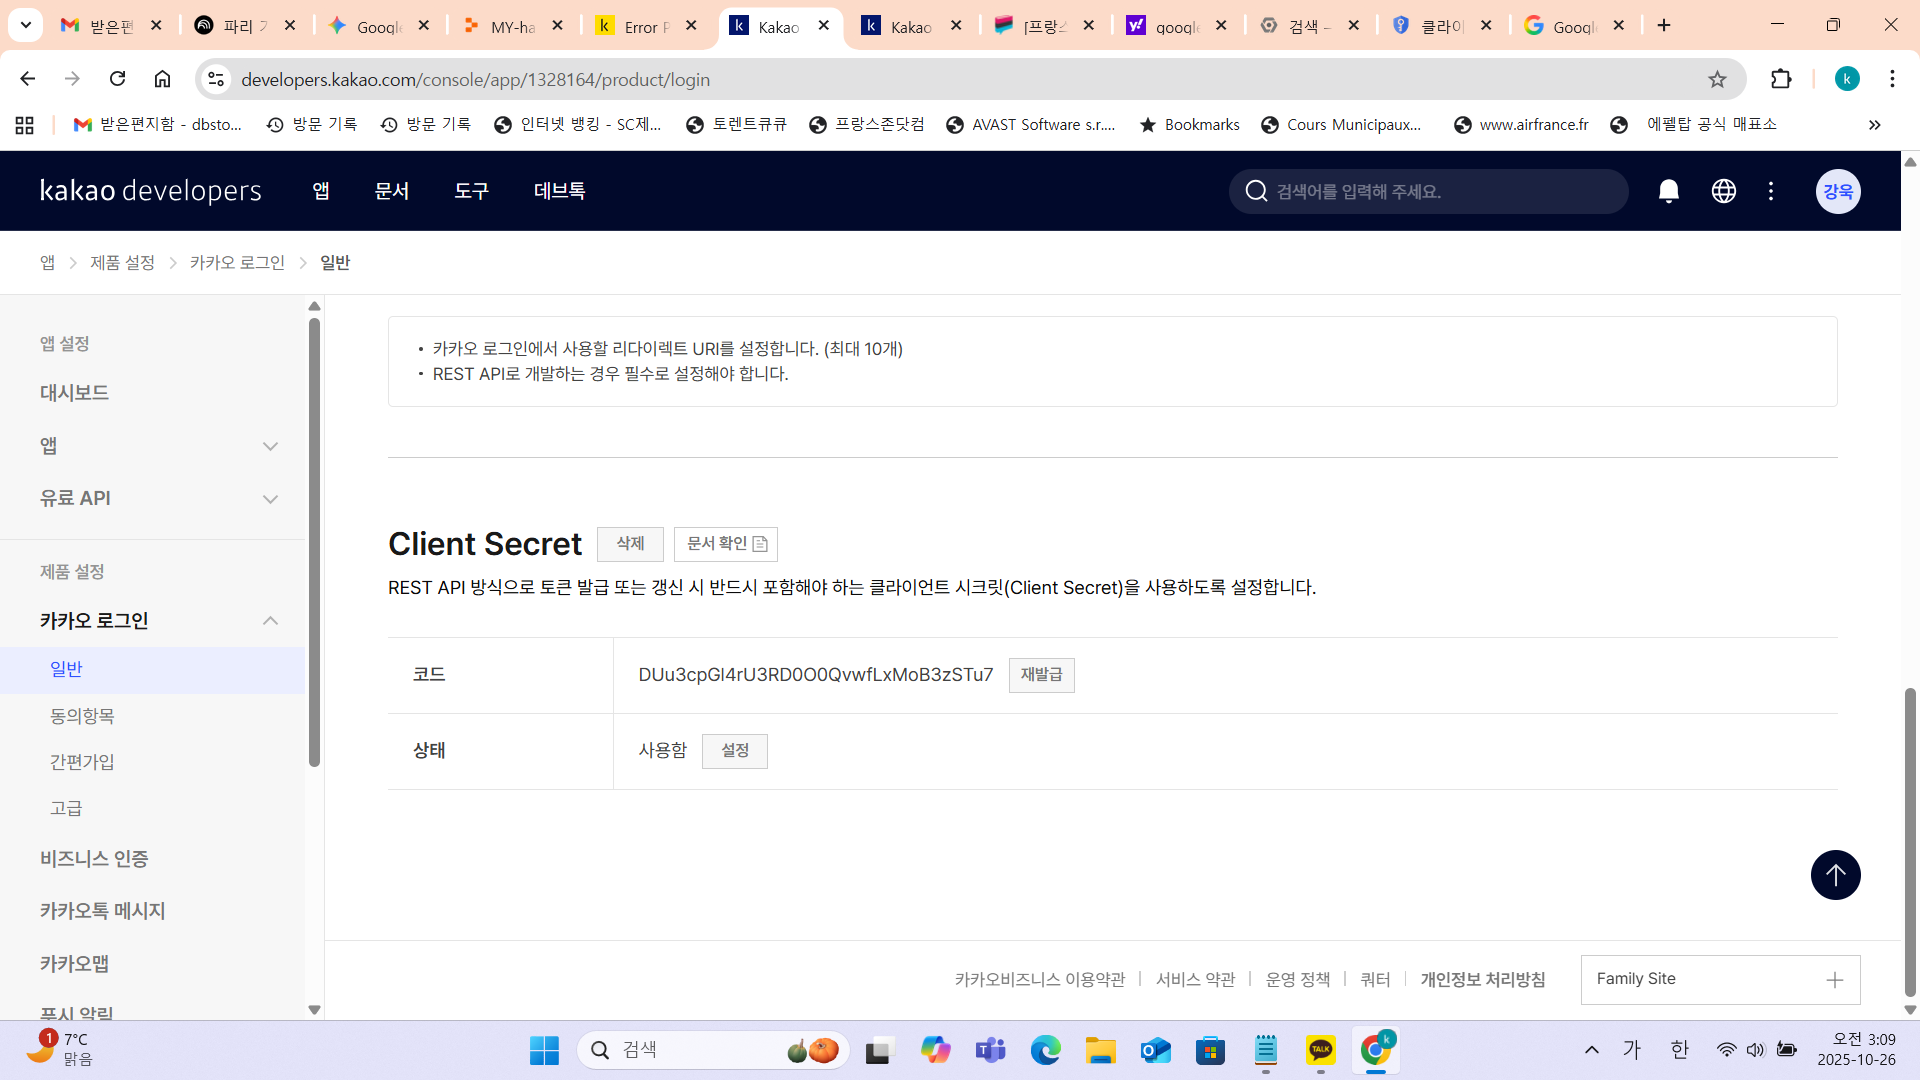 받은편
파리 기
Google
MY-ha
Error P
Kakao
Kakao
[프랑스
google
검색 –
클라이
Google
developers.kakao.com/console/app/1328164/product/login
k
받은편지함 - dbsto...
방문 기록
방문 기록
인터넷 뱅킹 - SC제...
토렌트큐큐
프랑스존닷컴
AVAST Software s.r....
Bookmarks
Cours Municipaux...
www.airfrance.fr
에펠탑 공식 매표소
kakao developers
앱
문서
도구
데브톡
검색어를 입력해 주세요.
강욱
앱 > 제품 설정 > 카카오 로그인 > 일반
앱 설정
대시보드
앱
유료 API
제품 설정
카카오 로그인
일반
동의항목
간편가입
고급
비즈니스 인증
카카오톡 메시지
카카오맵
푸시 알림
• 카카오 로그인에서 사용할 리다이렉트 URI를 설정합니다. (최대 10개)
• REST API로 개발하는 경우 필수로 설정해야 합니다.
Client Secret 삭제 문서 확인
REST API 방식으로 토큰 발급 또는 갱신 시 반드시 포함해야 하는 클라이언트 시크릿(Client Secret)을 사용하도록 설정합니다.
코드 DUu3cpGl4rU3RD0O0QvwfLxMoB3zSTu7 재발급
상태 사용함 설정
카카오비즈니스 이용약관 | 서비스 약관 | 운영 정책 | 쿼터 | 개인정보 처리방침
Family Site
1
7°C
맑음
검색
TALK
k
가
한
오전 3:09
2025-10-26